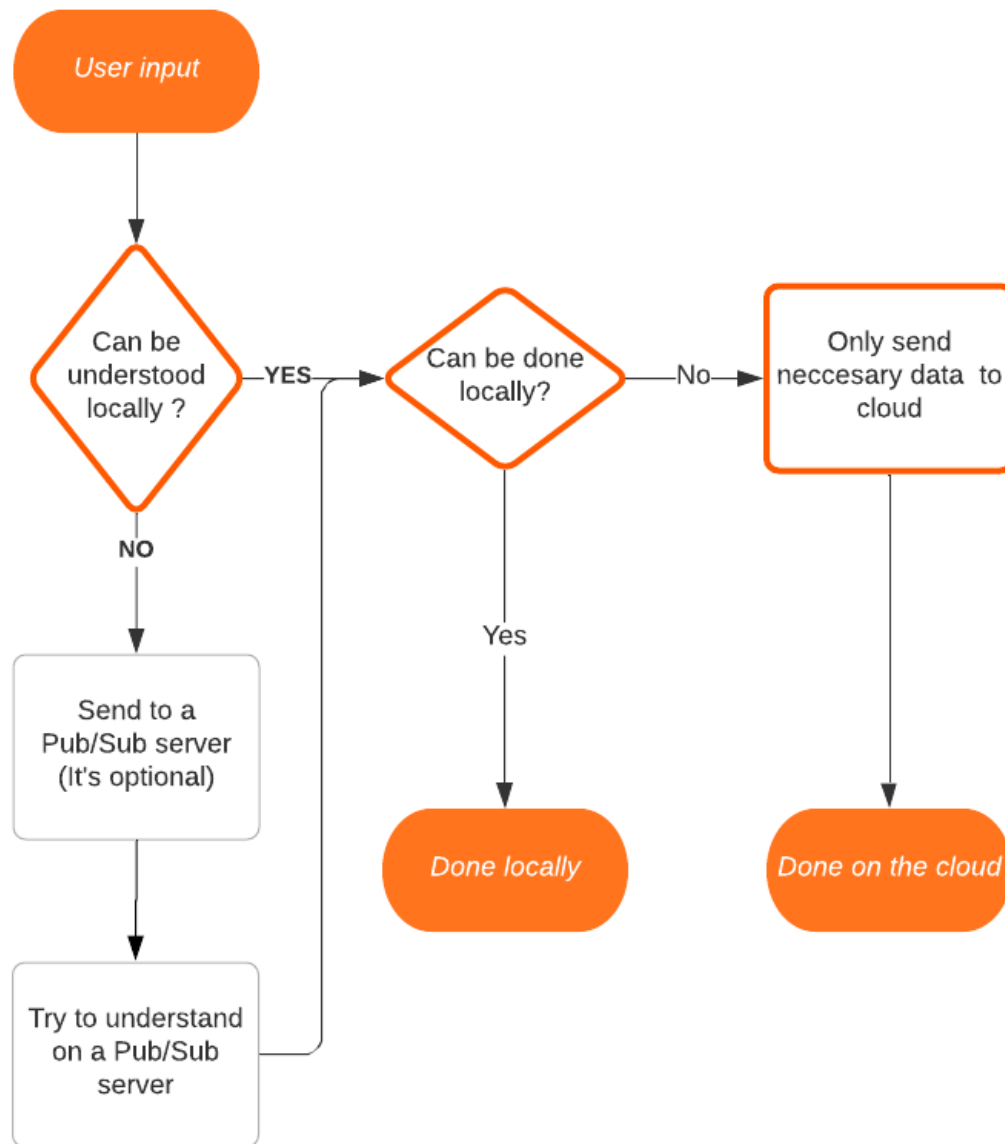 User input
Can be
understood
locally ?
YES
Can be done
locally?
No
Only send
neccesary data  to
cloud
NO
Yes
Send to a
Pub/Sub server
(It's optional)
Done locally
Done on the cloud
Try to understand
on a Pub/Sub
server